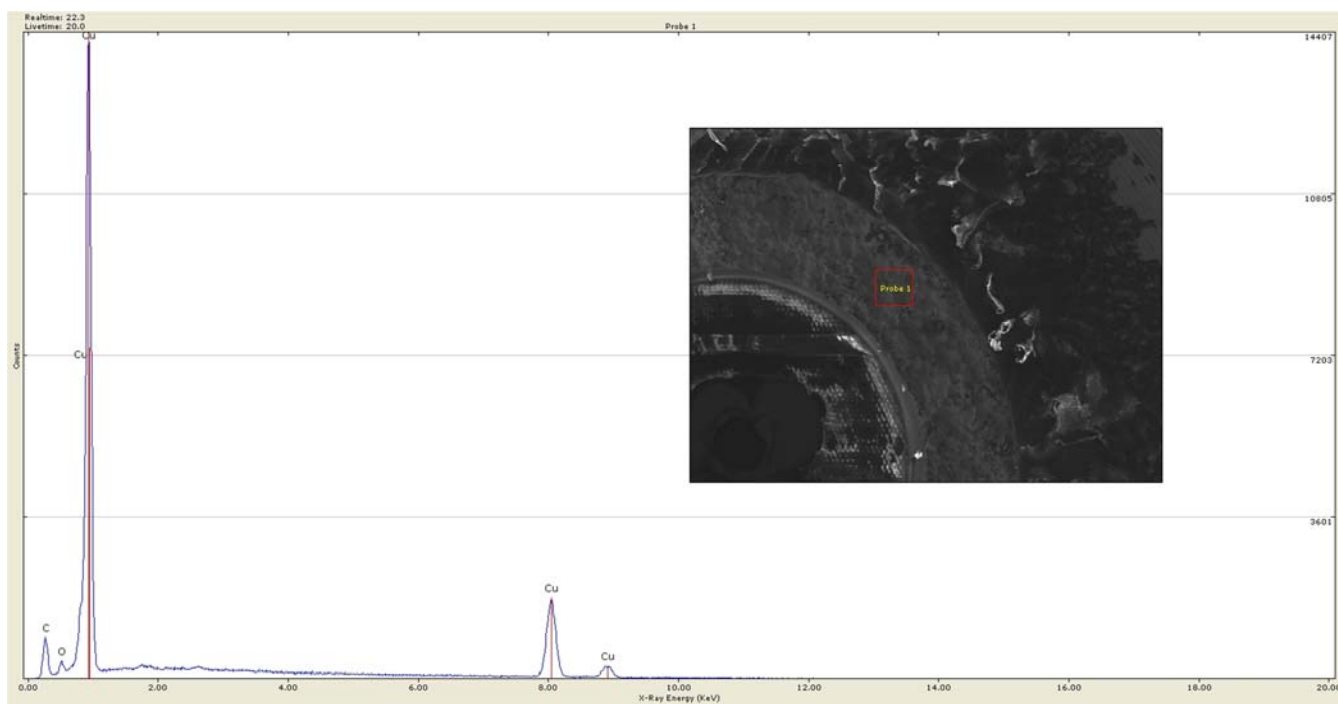 Realtime: 22.3
Livetime: 20.0
Probe 1
Cu
14407
10805
Probe 1
Cu
7203
Counts
3601
Cu
C
O
Cu
0.00 2.00 4.00 6.00 8.00 10.00 12.00 14.00 16.00 18.00 20.0
X-Ray Energy (KeV)